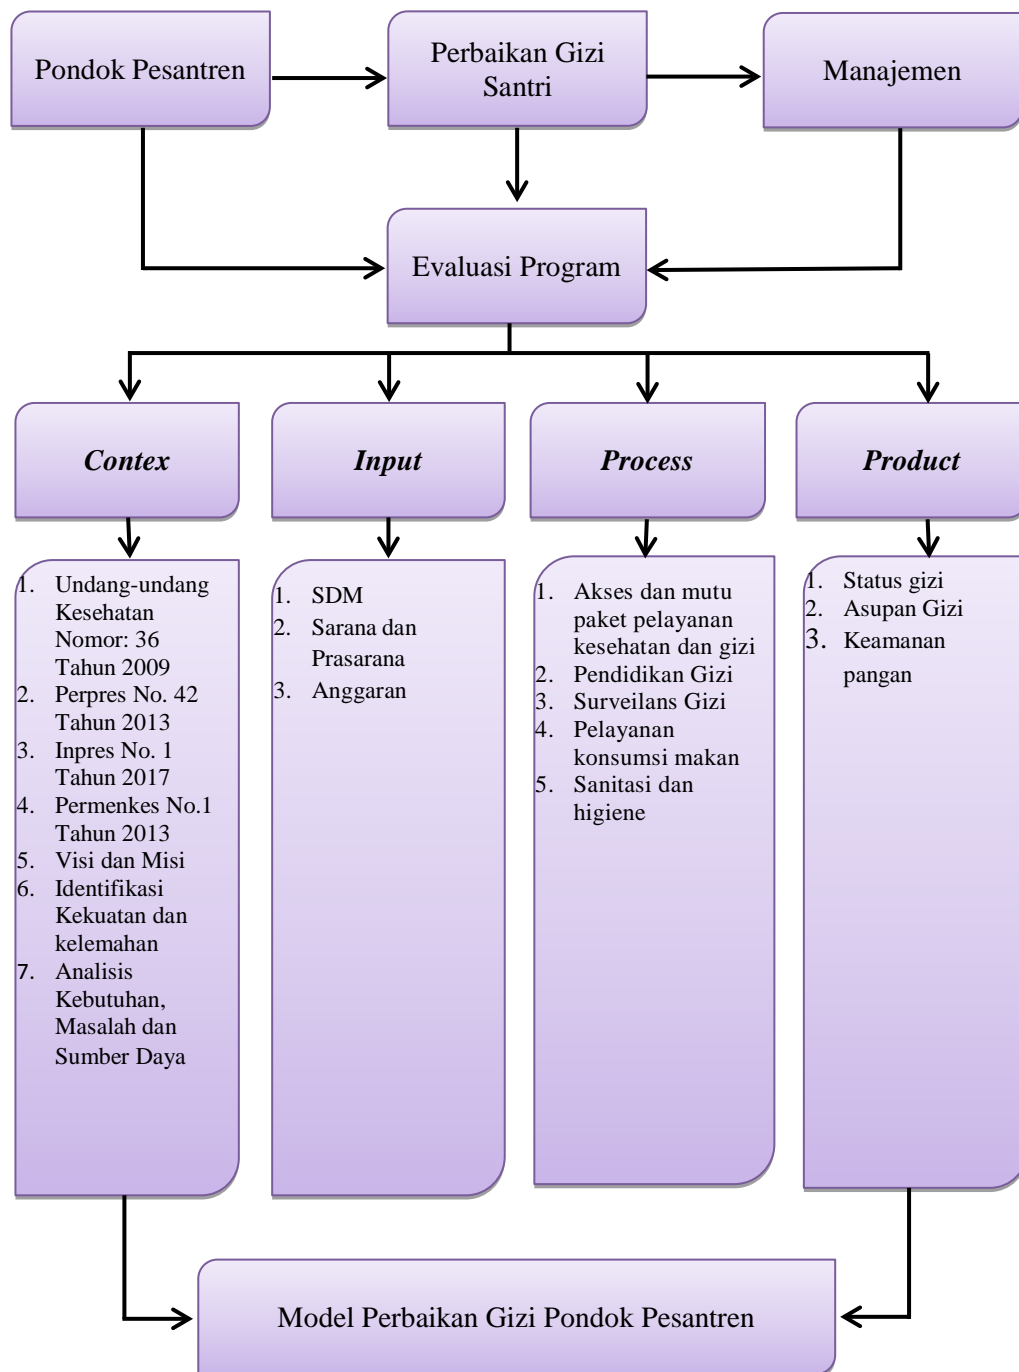 Pondok Pesantren
Perbaikan Gizi
Santri
Manajemen
Evaluasi Program
Contex
Input
Process
Product
1. Undang-undang
Kesehatan
Nomor: 36
Tahun 2009
2. Perpres No. 42
Tahun 2013
3. Inpres No. 1
Tahun 2017
4. Permenkes No.1
Tahun 2013
5. Visi dan Misi
6. Identifikasi
Kekuatan dan
kelemahan
7. Analisis
Kebutuhan,
Masalah dan
Sumber Daya
1. SDM
2. Sarana dan
Prasarana
3. Anggaran
1. Akses dan mutu
paket pelayanan
kesehatan dan gizi
2. Pendidikan Gizi
3. Surveilans Gizi
4. Pelayanan
konsumsi makan
5. Sanitasi dan
higiene
1. Status gizi
2. Asupan Gizi
3. Keamanan
pangan
Model Perbaikan Gizi Pondok Pesantren